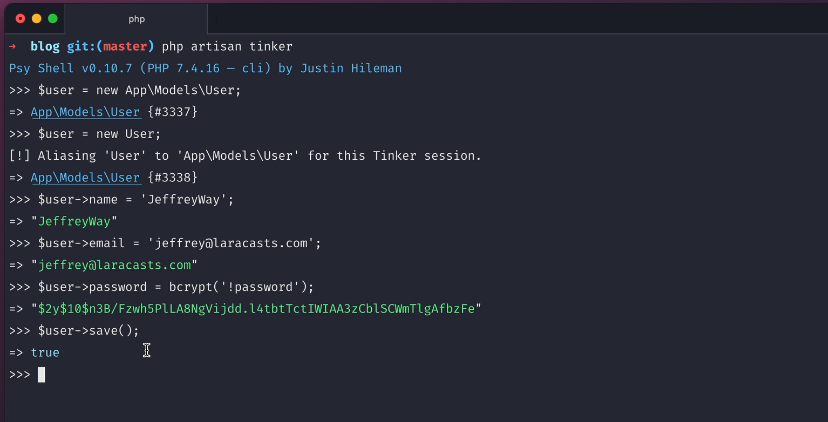 php
→ blog git:(master) php artisan tinker
Psy Shell v0.10.7 (PHP 7.4.16 — cli) by Justin Hileman
>>> $user = new App\Models\User;
=> App\Models\User {#3337}
>>> $user = new User;
[!] Aliasing 'User' to 'App\Models\User' for this Tinker session.
=> App\Models\User {#3338}
>>> $user->name = 'JeffreyWay';
=> "JeffreyWay"
>>> $user->email = 'jeffrey@laracasts.com';
=> "jeffrey@laracasts.com"
>>> $user->password = bcrypt('!password');
=> "$2y$10$n3B/Fzwh5PlLA8NgVijdd.l4tbtTctIWIAA3zCblSCWmTlgAfbzFe"
>>> $user->save();
=> true
>>>